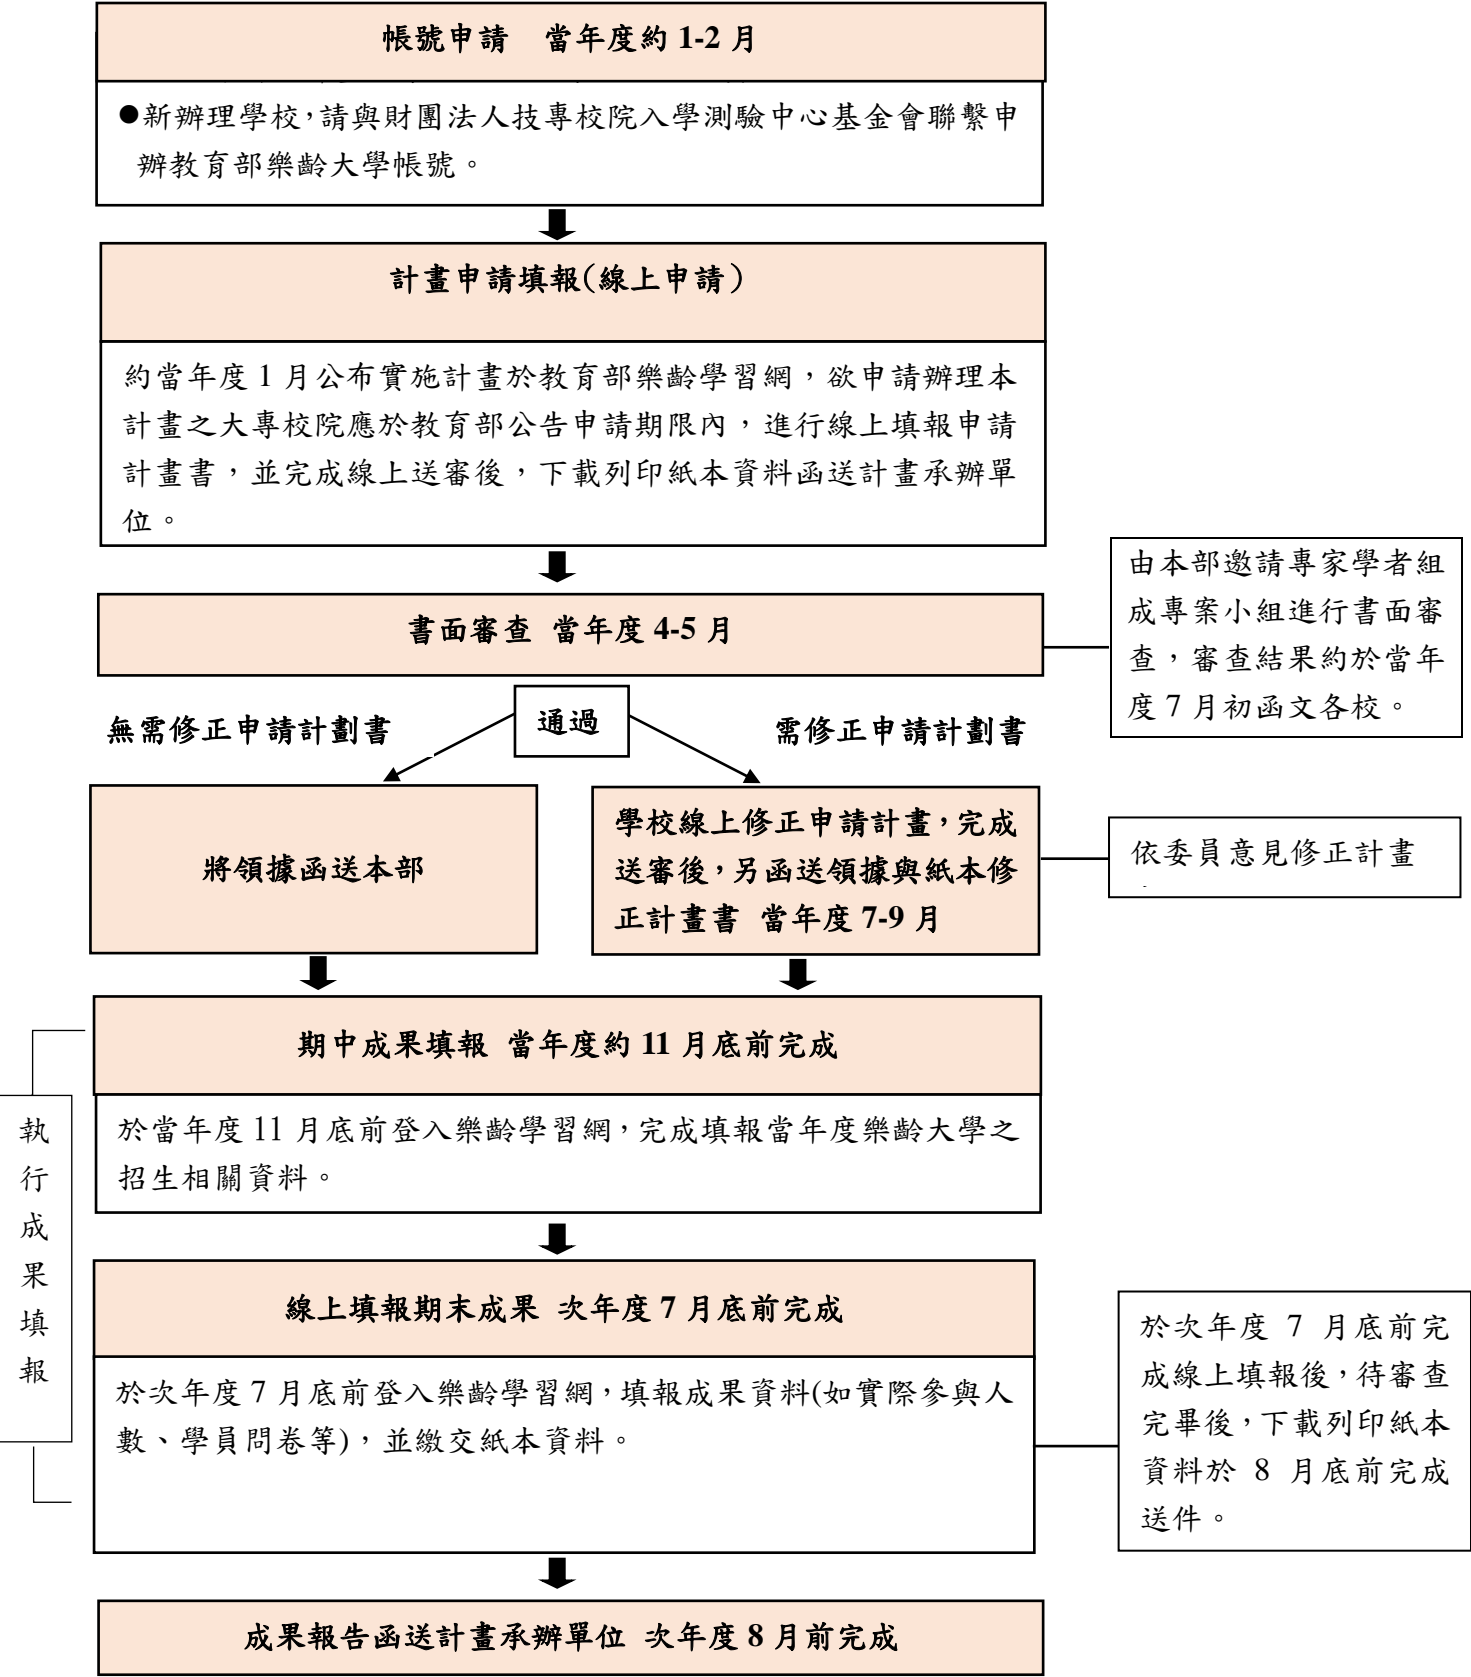 帳號申請　當年度約 1-2 月
●新辦理學校，請與財團法人技專校院入學測驗中心基金會聯繫申
辦教育部樂齡大學帳號。
計畫申請填報(線上申請)
約當年度 1 月公布實施計畫於教育部樂齡學習網，欲申請辦理本
計畫之大專校院應於教育部公告申請期限內，進行線上填報申請
計畫書，並完成線上送審後，下載列印紙本資料函送計畫承辦單
位。
書面審查 當年度 4-5 月
由本部邀請專家學者組
成專案小組進行書面審
查，審查結果約於當年
度 7 月初函文各校。
無需修正申請計劃書
通過
需修正申請計劃書
將領據函送本部
學校線上修正申請計畫，完成
送審後，另函送領據與紙本修
正計畫書 當年度 7-9 月
依委員意見修正計畫
期中成果填報 當年度約 11 月底前完成
於當年度 11 月底前登入樂齡學習網，完成填報當年度樂齡大學之
招生相關資料。
執
行
成
果
填
報
線上填報期末成果 次年度 7 月底前完成
於次年度 7 月底前登入樂齡學習網，填報成果資料(如實際參與人
數、學員問卷等)，並繳交紙本資料。
於次年度 7 月底前完
成線上填報後，待審查
完畢後，下載列印紙本
資料於 8 月底前完成
送件。
成果報告函送計畫承辦單位 次年度 8 月前完成